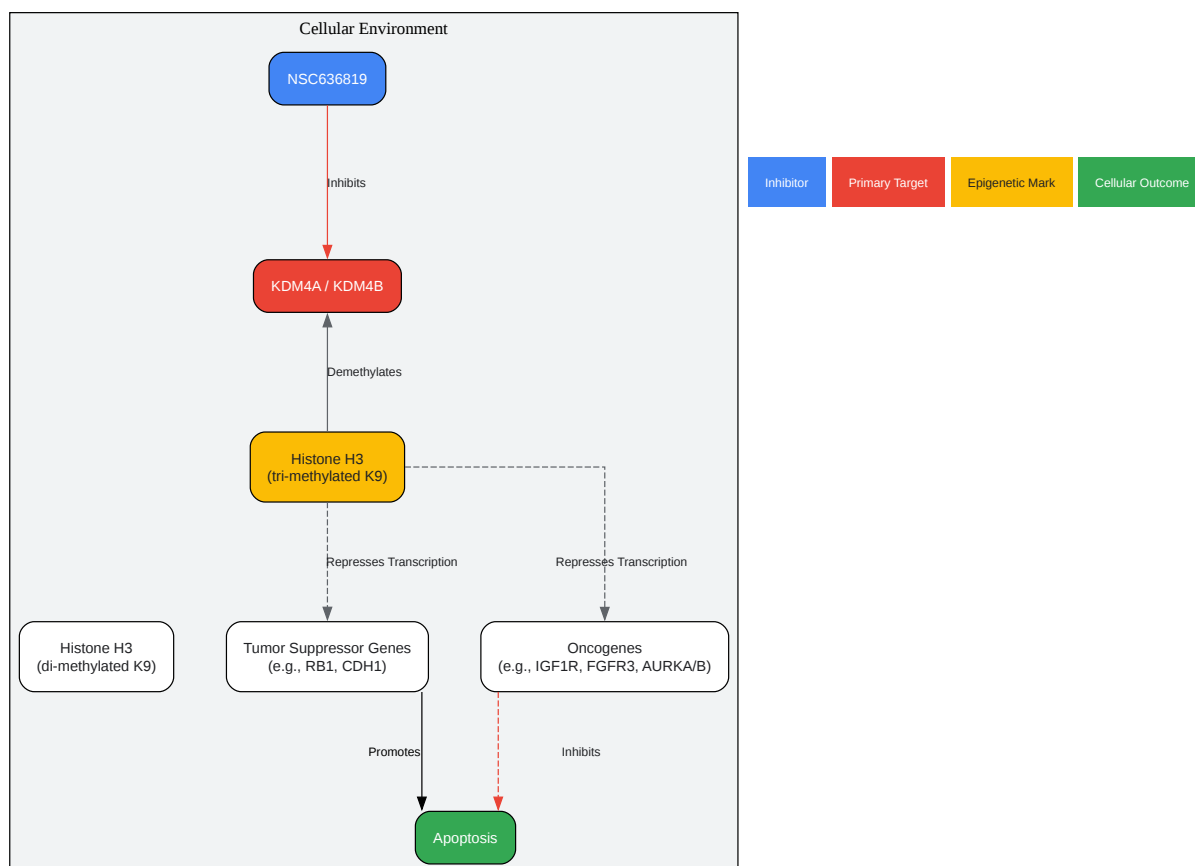 Cellular Environment
NSC636819
Inhibits
Inhibitor
Primary Target
Epigenetic Mark
Cellular Outcome
KDM4A / KDM4B
Demethylates
Histone H3
(tri-methylated K9)
Represses Transcription
Represses Transcription
Histone H3
(di-methylated K9)
Tumor Suppressor Genes
(e.g., RB1, CDH1)
Oncogenes
(e.g., IGF1R, FGFR3, AURKA/B)
Promotes
Inhibits
Apoptosis